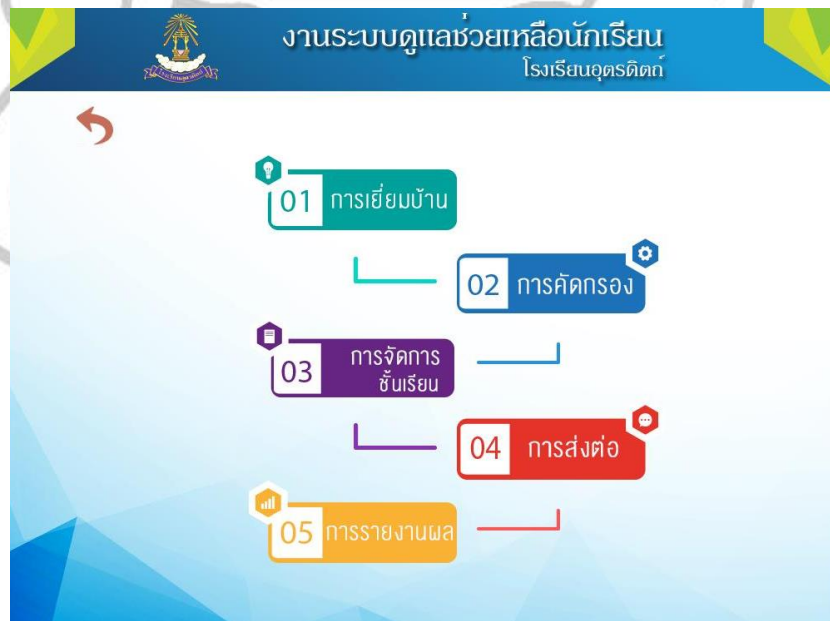 งานระบบดูแลช่วยเหลือนักเรียน
โรงเรียนอุตรดิตถ์
01 การเยี่ยมบ้าน
02 การคัดกรอง
03 การจัดการ
ชั้นเรียน
04 การส่งต่อ
05 การรายงานผล